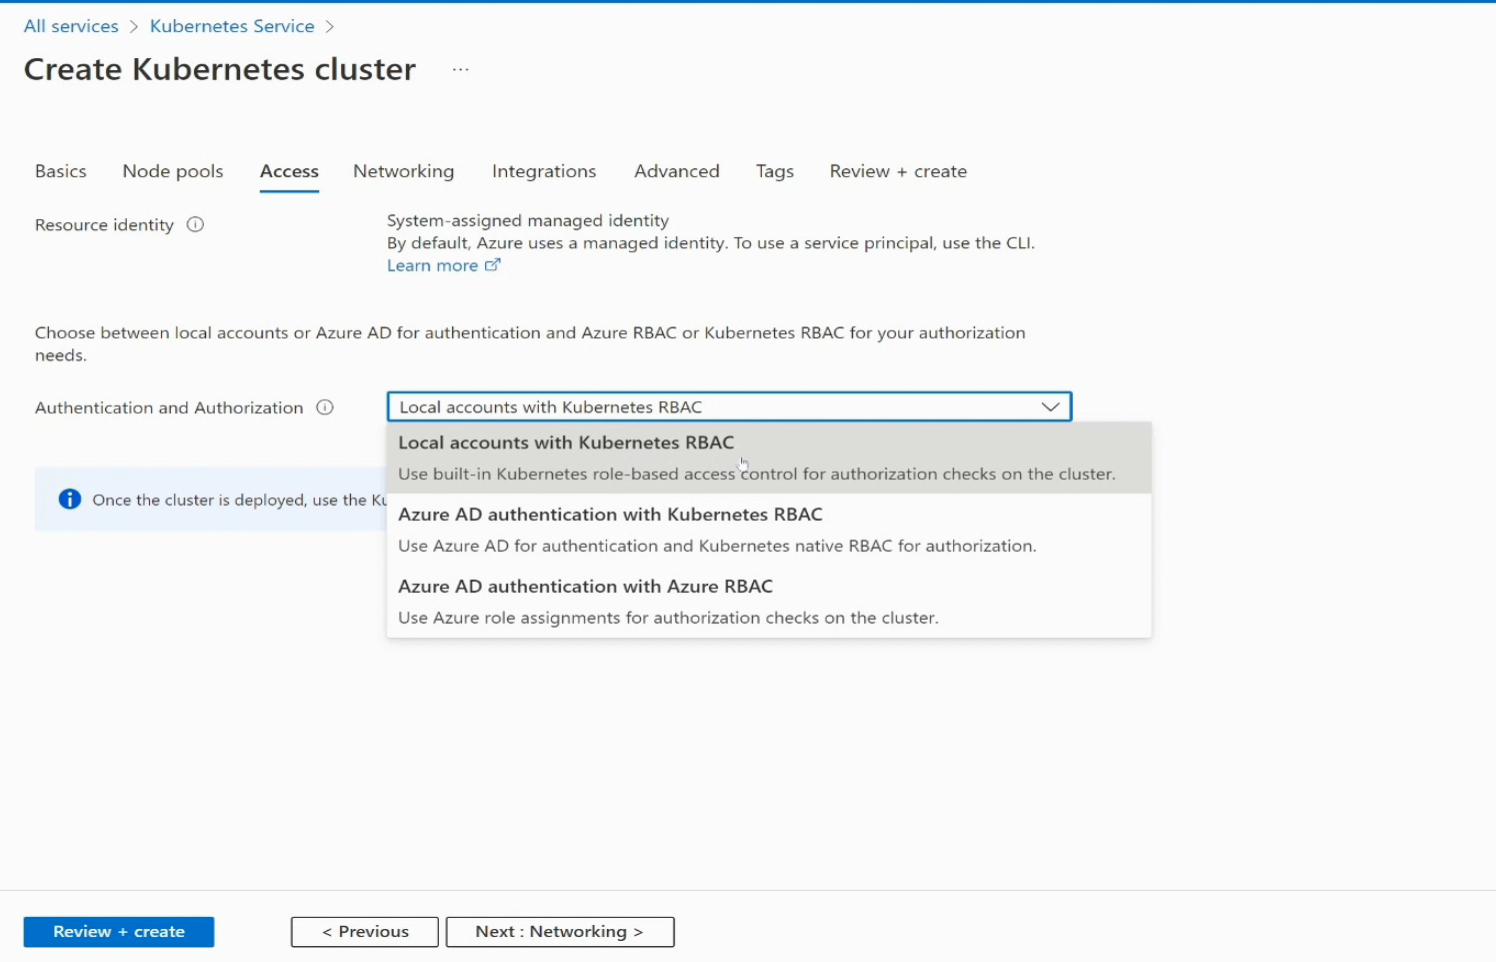 All services > Kubernetes Service >
Create Kubernetes cluster ...
Basics Node pools Access Networking Integrations Advanced Tags Review + create
Resource identity
System-assigned managed identity
By default, Azure uses a managed identity. To use a service principal, use the CLI.
Learn more
Choose between local accounts or Azure AD for authentication and Azure RBAC or Kubernetes RBAC for your authorization
needs.
Authentication and Authorization
Local accounts with Kubernetes RBAC
Local accounts with Kubernetes RBAC
Use built-in Kubernetes role-based access control for authorization checks on the cluster.
Once the cluster is deployed, use the Ku
Azure AD authentication with Kubernetes RBAC
Use Azure AD for authentication and Kubernetes native RBAC for authorization.
Azure AD authentication with Azure RBAC
Use Azure role assignments for authorization checks on the cluster.
Review + create
< Previous
Next : Networking >